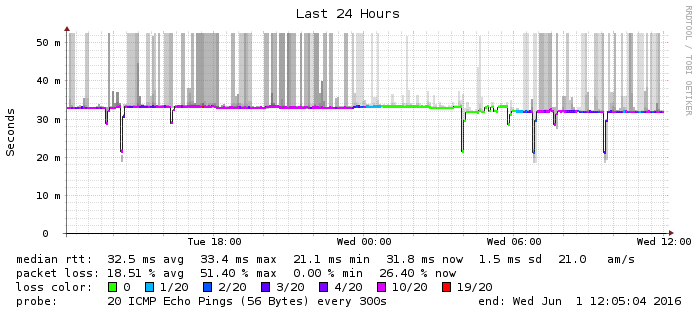 Last 24 Hours
RRDTOOL / TOBI OETIKER
Seconds
50 m
40 m
30 m
20 m
10 m
0
Tue 18:00 Wed 00:00 Wed 06:00 Wed 12:00
median rtt: 32.5 ms avg 33.4 ms max 21.1 ms min 31.8 ms now 1.5 ms sd 21.0 am/s
packet loss: 18.51 % avg 51.40 % max 0.00 % min 26.40 % now
loss color: 0 1/20 2/20 3/20 4/20 10/20 19/20
probe: 20 ICMP Echo Pings (56 Bytes) every 300s end: Wed Jun 1 12:05:04 2016